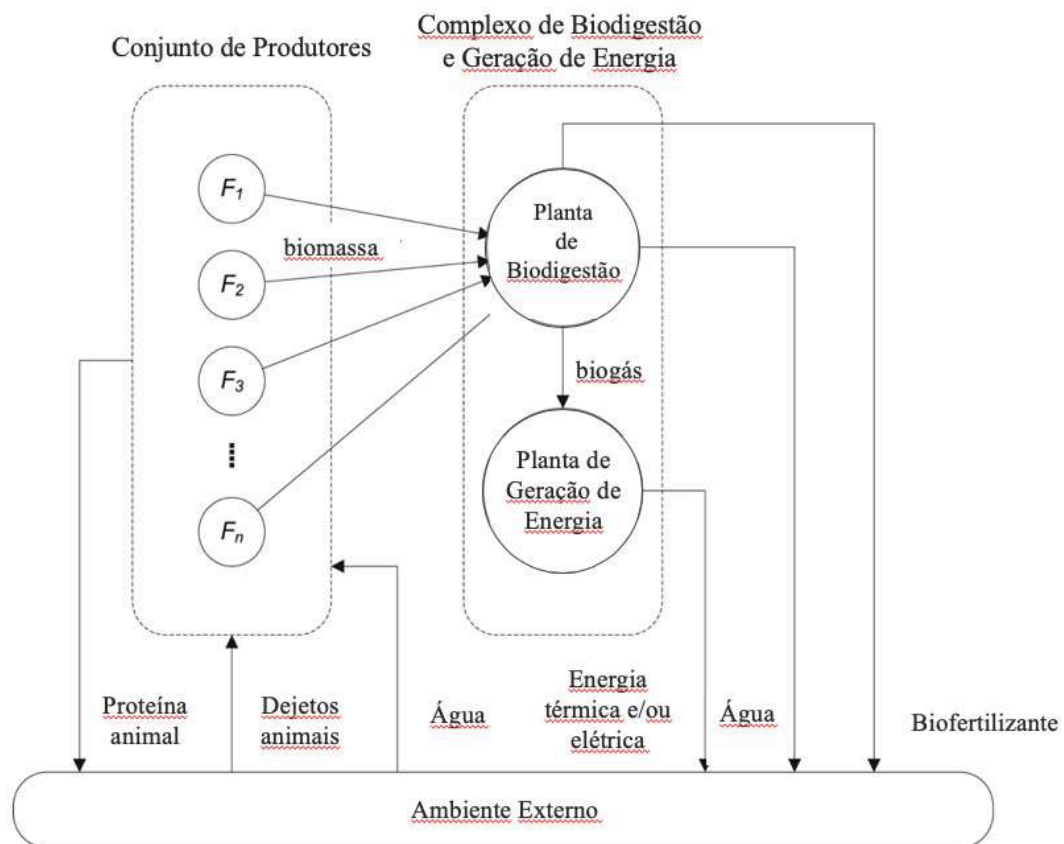 Conjunto de Produtores
Complexo de Biodigestão
e Geração de Energia
F1
F2
F3
Fn
biomassa
Planta
de
Biodigestão
biogás
Planta de
Geração de
Energia
Proteína
animal
Dejetos
animais
Água
Energia
térmica e/ou
elétrica
Água
Biofertilizante
Ambiente Externo